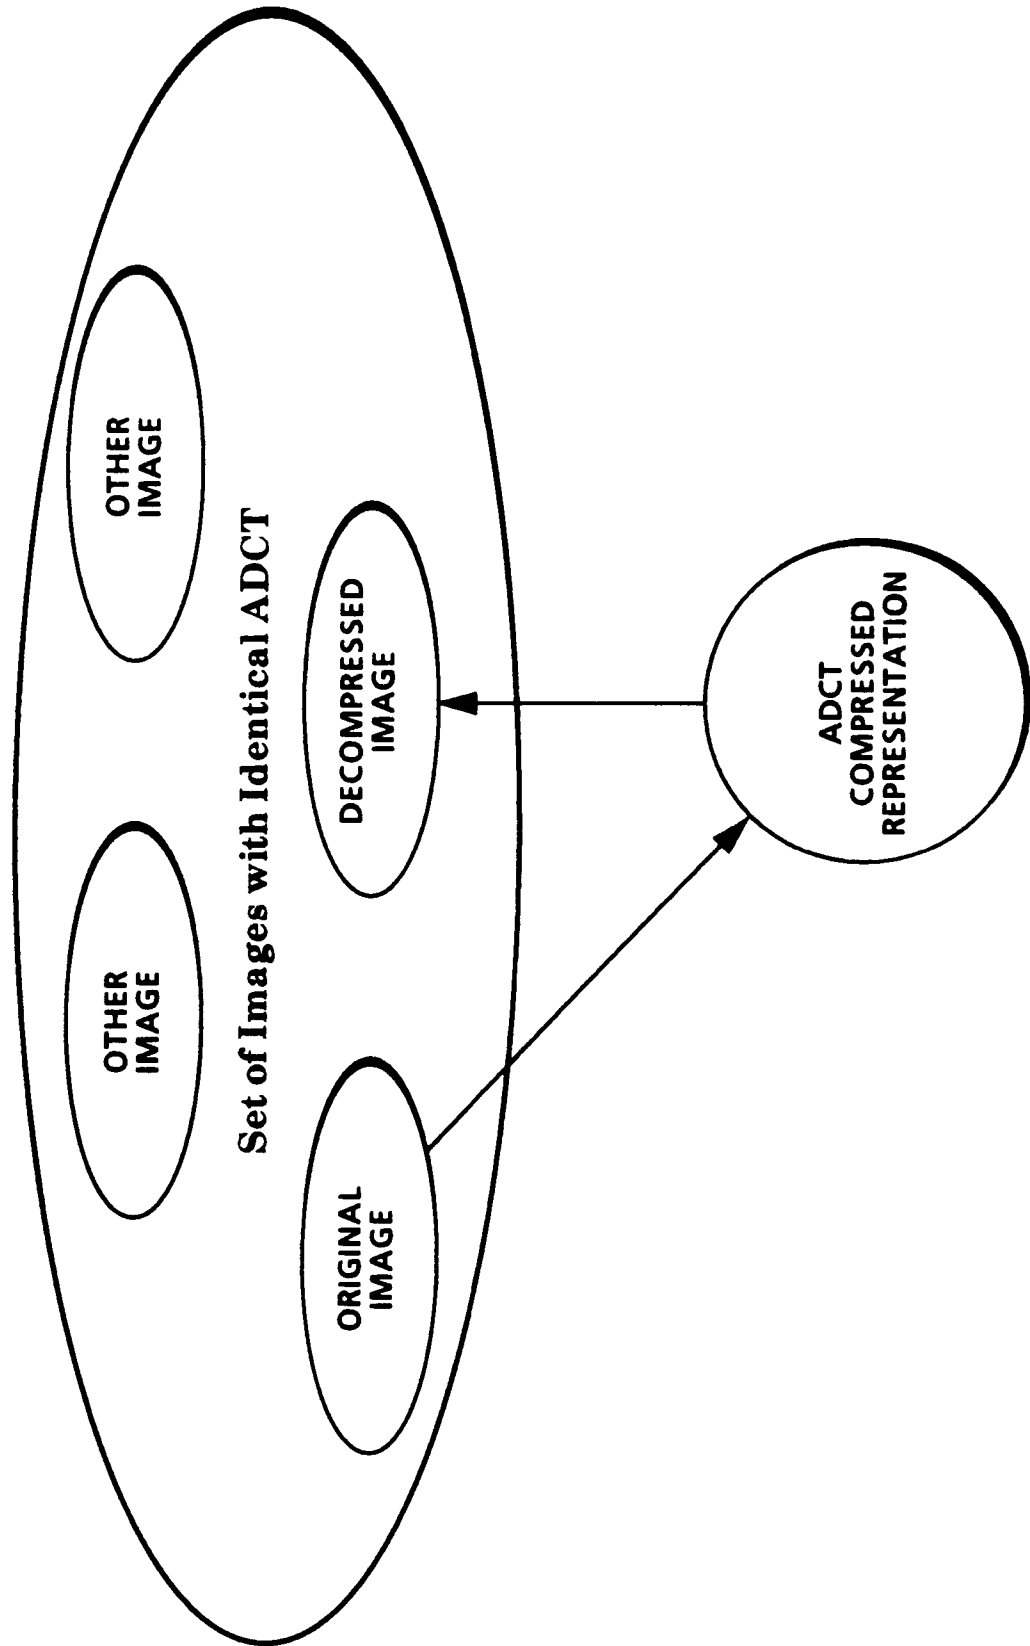 OTHER
IMAGE
OTHER
IMAGE
Set of Images with Identical ADCT
ORIGINAL
IMAGE
DECOMPRESSED
IMAGE
ADCT
COMPRESSED
REPRESENTATION